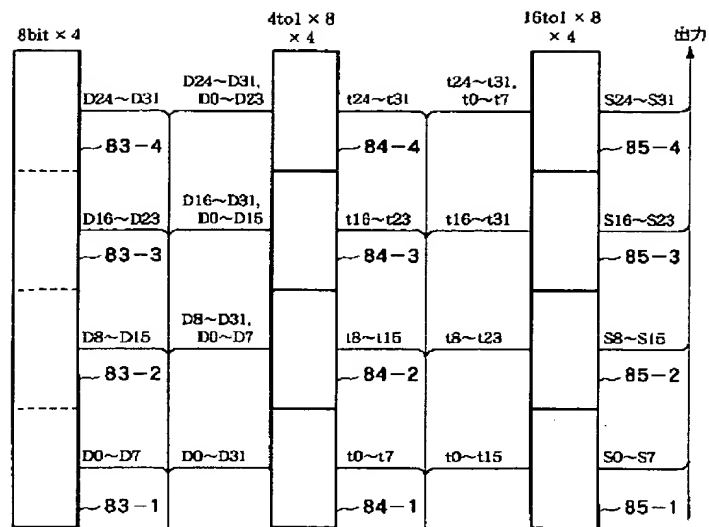 8bit × 4
4to1 × 8
× 4
16to1 × 8
× 4
出力
D24~D31
D24~D31,
D0~D23
t24~t31
t24~t31,
t0~t7
S24~S31
83-4
84-4
85-4
D16~D23
D16~D31,
D0~D15
t16~t23
t16~t31
S16~S23
83-3
84-3
85-3
D8~D15
D8~D31,
D0~D7
t8~t15
t8~t23
S8~S15
83-2
84-2
85-2
D0~D7
D0~D31
t0~t7
t0~t15
S0~S7
83-1
84-1
85-1